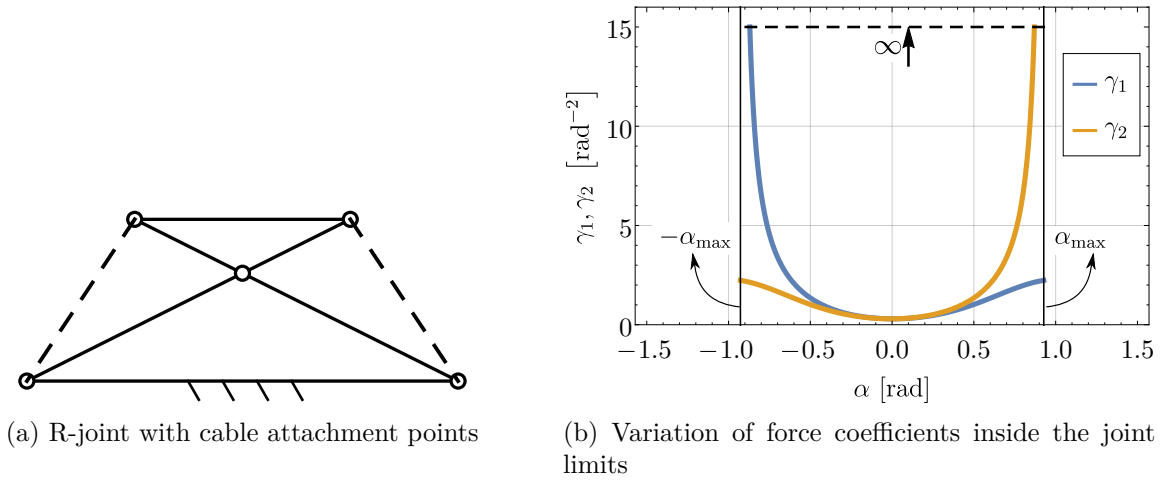 15
10
5
0
γ₁, γ₂ [rad⁻²]
∞
γ₁
γ₂
−α_max
α_max
−1.5 −1.0 −0.5 0.0 0.5 1.0 1.5
α [rad]
(a) R-joint with cable attachment points
(b) Variation of force coefficients inside the joint
limits